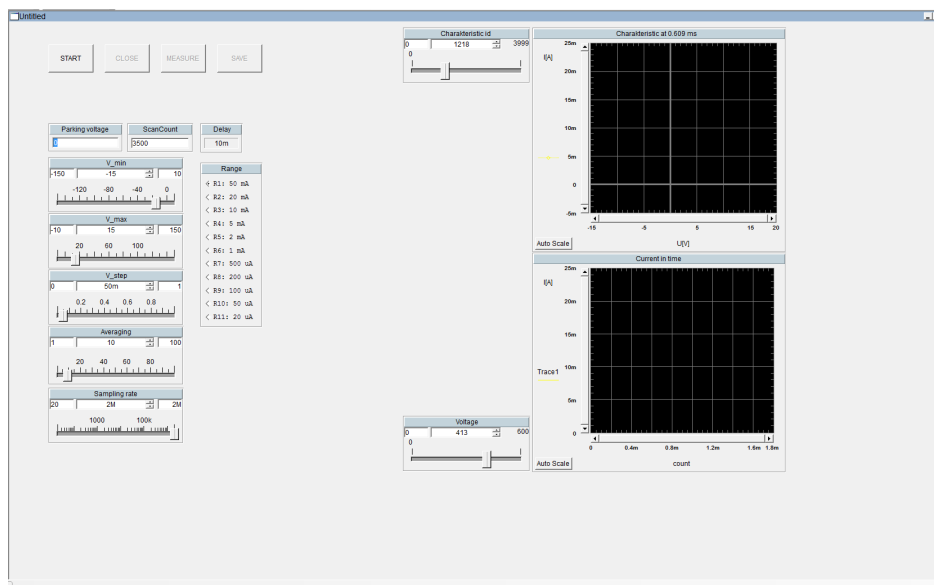 Untitled
START CLOSE MEASURE SAVE
Parking voltage ScanCount Delay
0 3500 10m
V_min
-150 -15 10
-120 -80 -40 0
V_max
-10 15 150
20 60 100
V_step
0 50m 1
0.2 0.4 0.6 0.8
Averaging
1 10 100
20 40 60 80
Sampling rate
20 2M 2M
1000 100k
Range
R1: 50 mA
R2: 20 mA
R3: 10 mA
R4: 5 mA
R5: 2 mA
R6: 1 mA
R7: 500 uA
R8: 200 uA
R9: 100 uA
R10: 50 uA
R11: 20 uA
Charakteristic id
0 1218 3999
0
Charakteristic at 0.609 ms
I[A]
25m
20m
15m
10m
5m
0
-5m
-15 -5 5 15 20
Auto Scale U[V]
Current in time
I[A]
Trace1
25m
20m
15m
10m
5m
0
0 0.4m 0.8m 1.2m 1.6m 1.8m
Auto Scale count
Voltage
0 413 600
0